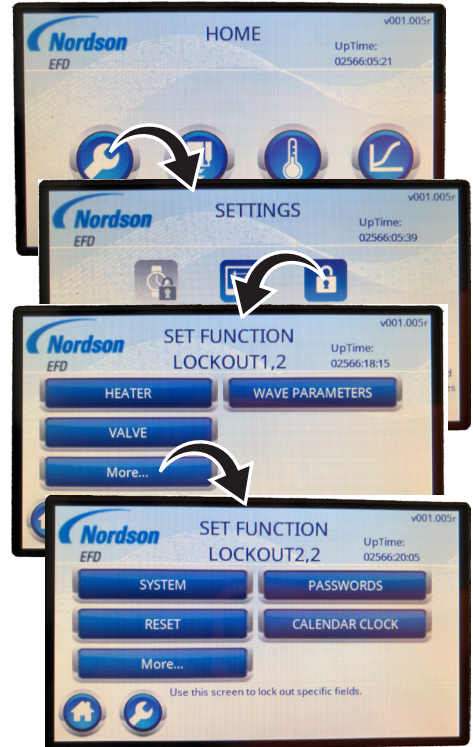 v001.005r
Nordson
EFD
HOME
UpTime:
02566:05:21
v001.005r
Nordson
EFD
SETTINGS
UpTime:
02566:05:39
v001.005r
Nordson
EFD
SET FUNCTION
LOCKOUT1,2
UpTime:
02566:18:15
HEATER
WAVE PARAMETERS
VALVE
More...
v001.005r
Nordson
EFD
SET FUNCTION
LOCKOUT2,2
UpTime:
02566:20:05
SYSTEM
PASSWORDS
RESET
CALENDAR CLOCK
More...
Use this screen to lock out specific fields.